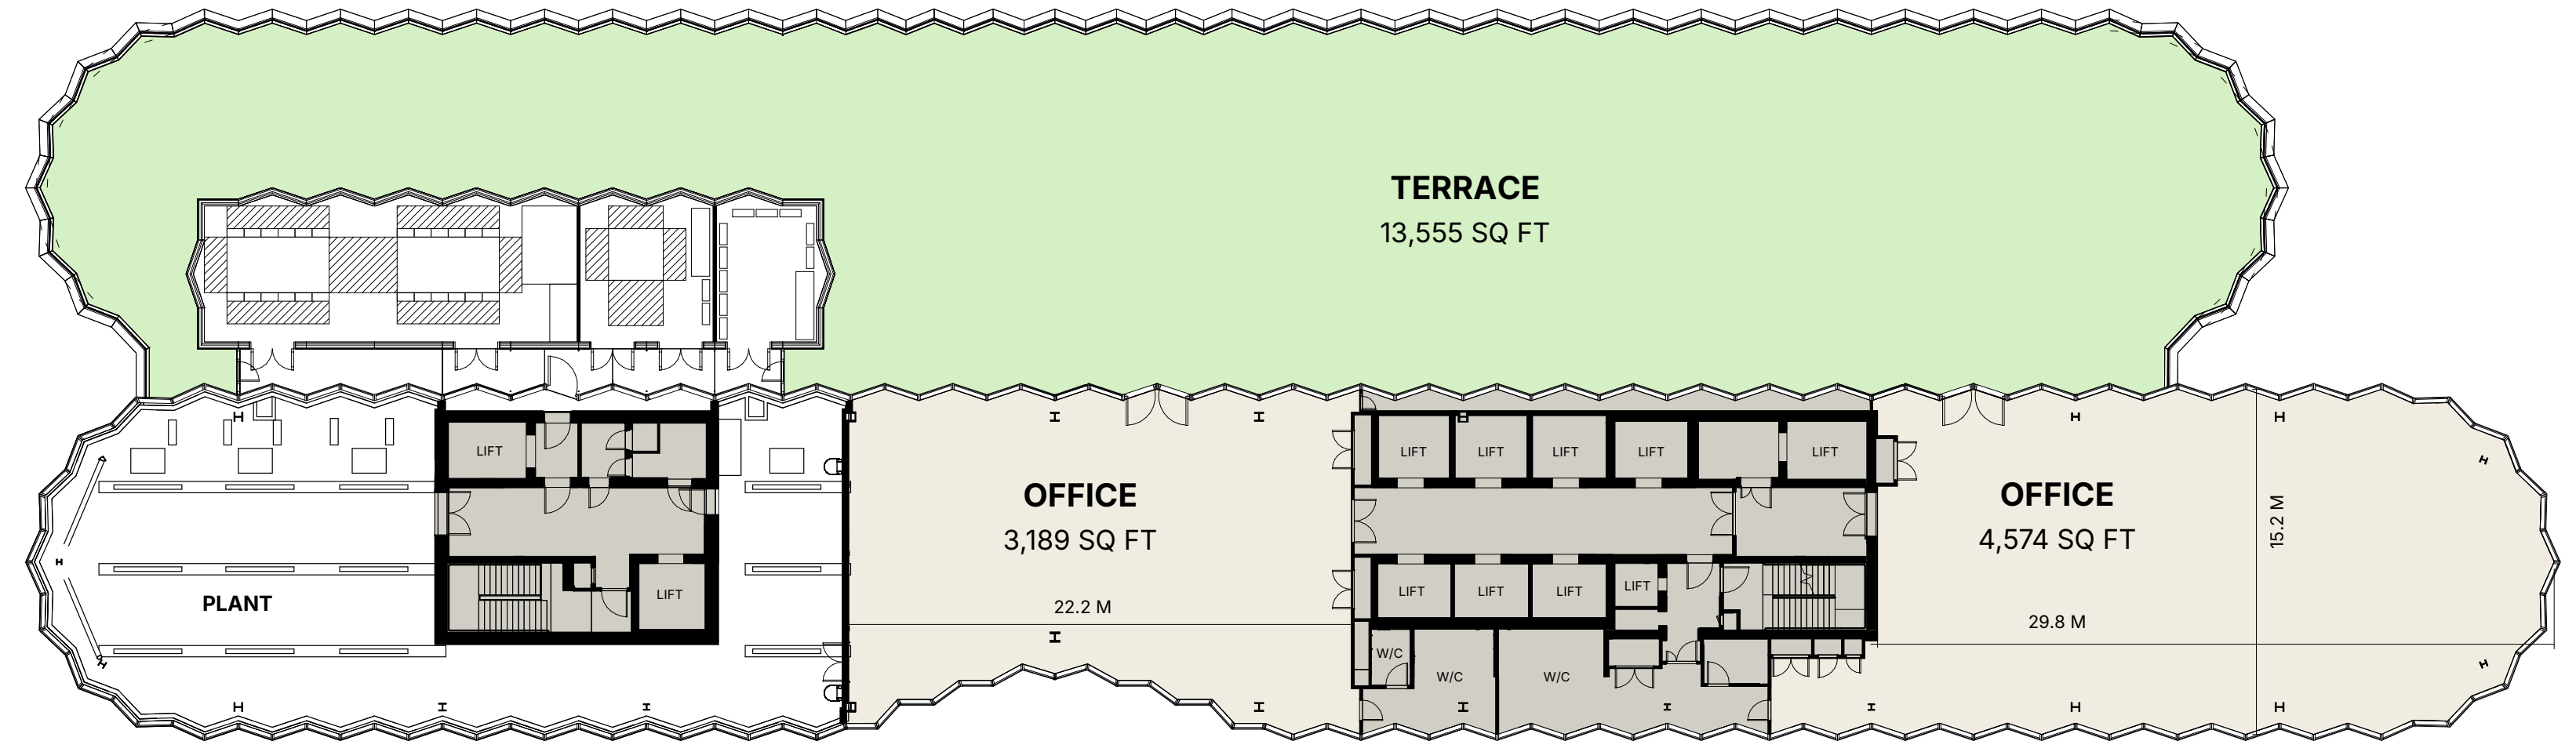 TERRACE
13,555 SQ FT
LIFT
LIFT
LIFT
LIFT
LIFT
LIFT
OFFICE
3,189 SQ FT
OFFICE
4,574 SQ FT
15.2 M
PLANT
LIFT
22.2 M
LIFT
LIFT
LIFT
LIFT
29.8 M
W/C
W/C
W/C